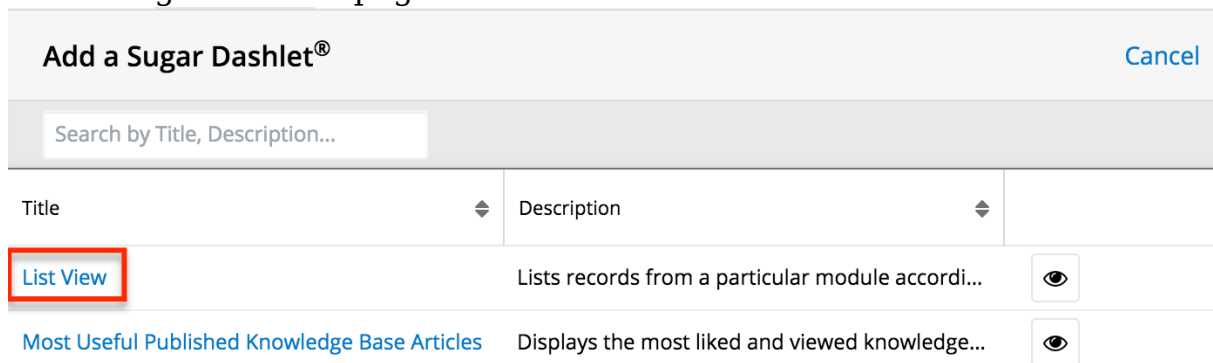 Add a Sugar Dashlet®
Cancel
Search by Title, Description...
Title
Description
List View
Lists records from a particular module accordi...
Most Useful Published Knowledge Base Articles
Displays the most liked and viewed knowledge...